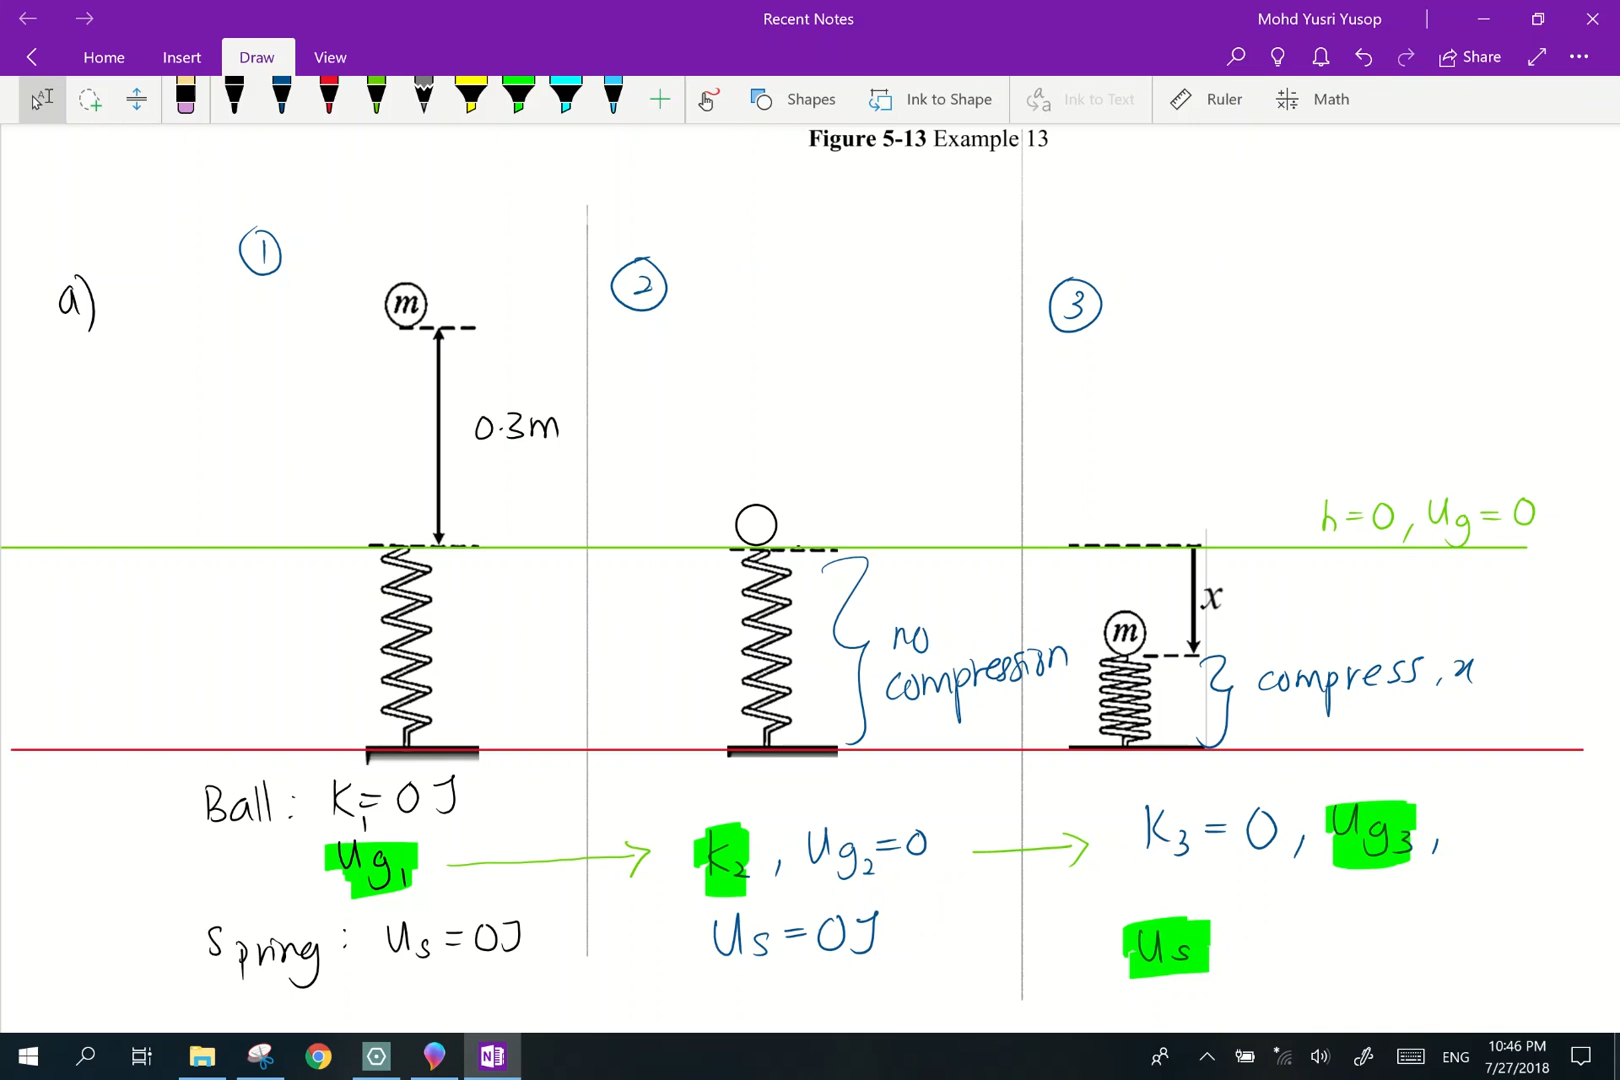 Recent Notes
Mohd Yusri Yusop
Home
Insert
Draw
View
Share
Shapes
Ink to Shape
Ink to Text
Ruler
Math
Figure 5-13 Example 13
a)
1
m
0.3m
2
no
compression
3
h=0, Ug=0
x
m
compress, x
Ball: K1=0J
Ug1
K2, Ug2=0
K3=0, Ug3,
Spring: Us=0J
Us=0J
Us
ENG
10:46 PM
7/27/2018